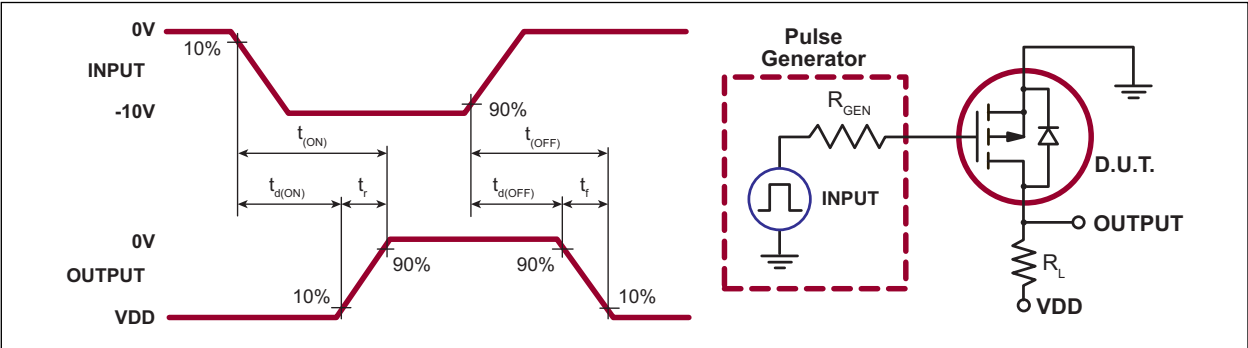 0V
10%
INPUT
-10V
90%
t(ON)
t(OFF)
td(ON)
tr
td(OFF)
tf
0V
OUTPUT
90%
90%
10%
10%
VDD
Pulse
Generator
RGEN
INPUT
D.U.T.
OUTPUT
RL
VDD